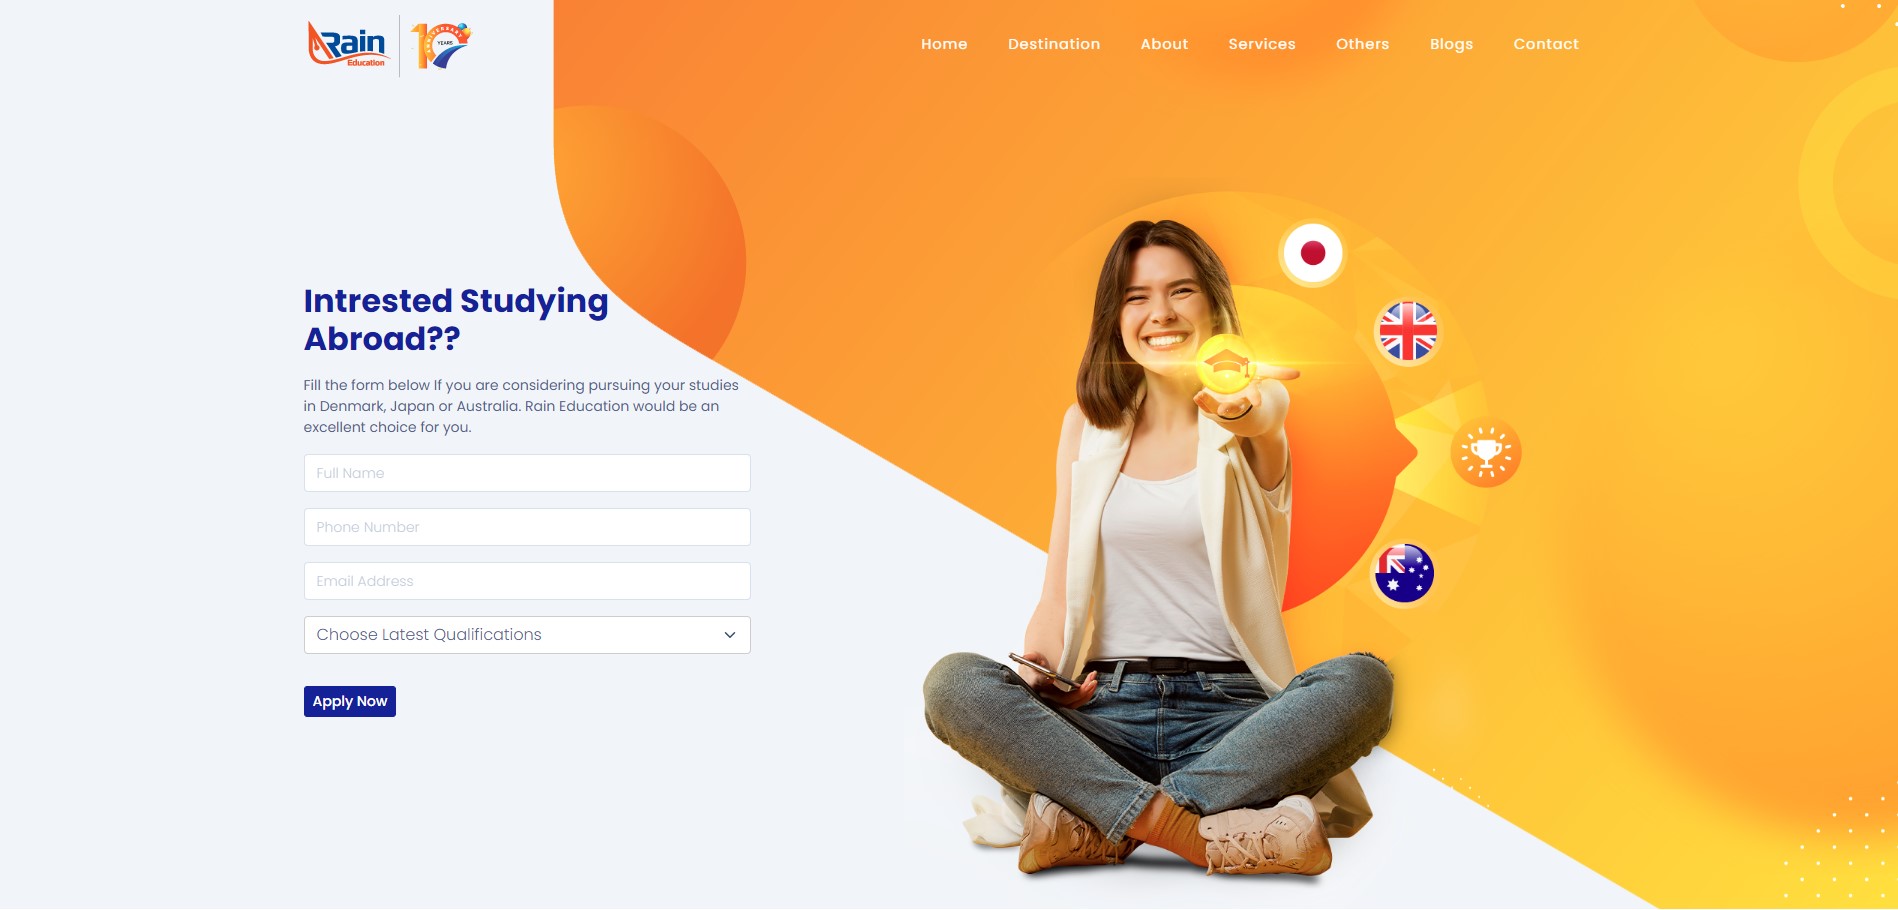 Rain
Education
10
ANNIVERSARY
YEARS
Home Destination About Services Others Blogs Contact
Intrested Studying
Abroad??
Fill the form below If you are considering pursuing your studies
in Denmark, Japan or Australia. Rain Education would be an
excellent choice for you.
Full Name
Phone Number
Email Address
Choose Latest Qualifications
Apply Now